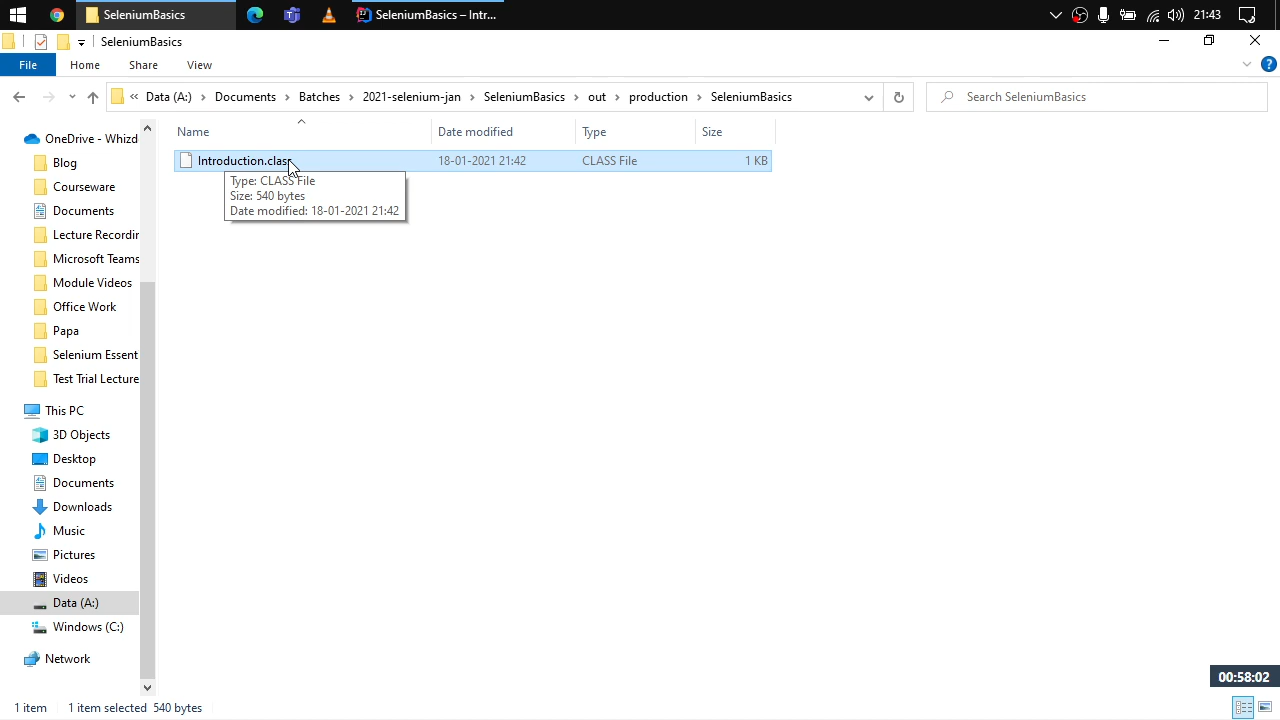 SeleniumBasics
SeleniumBasics – Intr...
21:43
SeleniumBasics
File
Home
Share
View
« Data (A:) › Documents › Batches › 2021-selenium-jan › SeleniumBasics › out › production › SeleniumBasics
Search SeleniumBasics
Name
Date modified
Type
Size
Introduction.class
18-01-2021 21:42
CLASS File
1 KB
Type: CLASS File
Size: 540 bytes
Date modified: 18-01-2021 21:42
OneDrive - Whizd
Blog
Courseware
Documents
Lecture Recordin
Microsoft Teams
Module Videos
Office Work
Papa
Selenium Essent
Test Trial Lecture
This PC
3D Objects
Desktop
Documents
Downloads
Music
Pictures
Videos
Data (A:)
Windows (C:)
Network
00:58:02
1 item
1 item selected 540 bytes